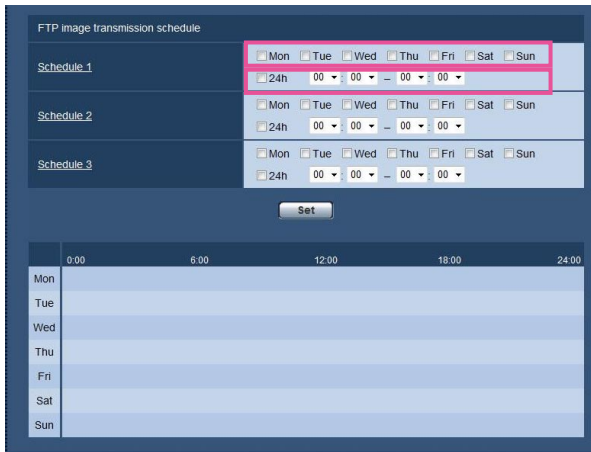 FTP image transmission schedule
Schedule 1
Mon Tue Wed Thu Fri Sat Sun
24h 00 : 00 – 00 : 00
Schedule 2
Mon Tue Wed Thu Fri Sat Sun
24h 00 : 00 – 00 : 00
Schedule 3
Mon Tue Wed Thu Fri Sat Sun
24h 00 : 00 – 00 : 00
Set
0:00 6:00 12:00 18:00 24:00
Mon
Tue
Wed
Thu
Fri
Sat
Sun